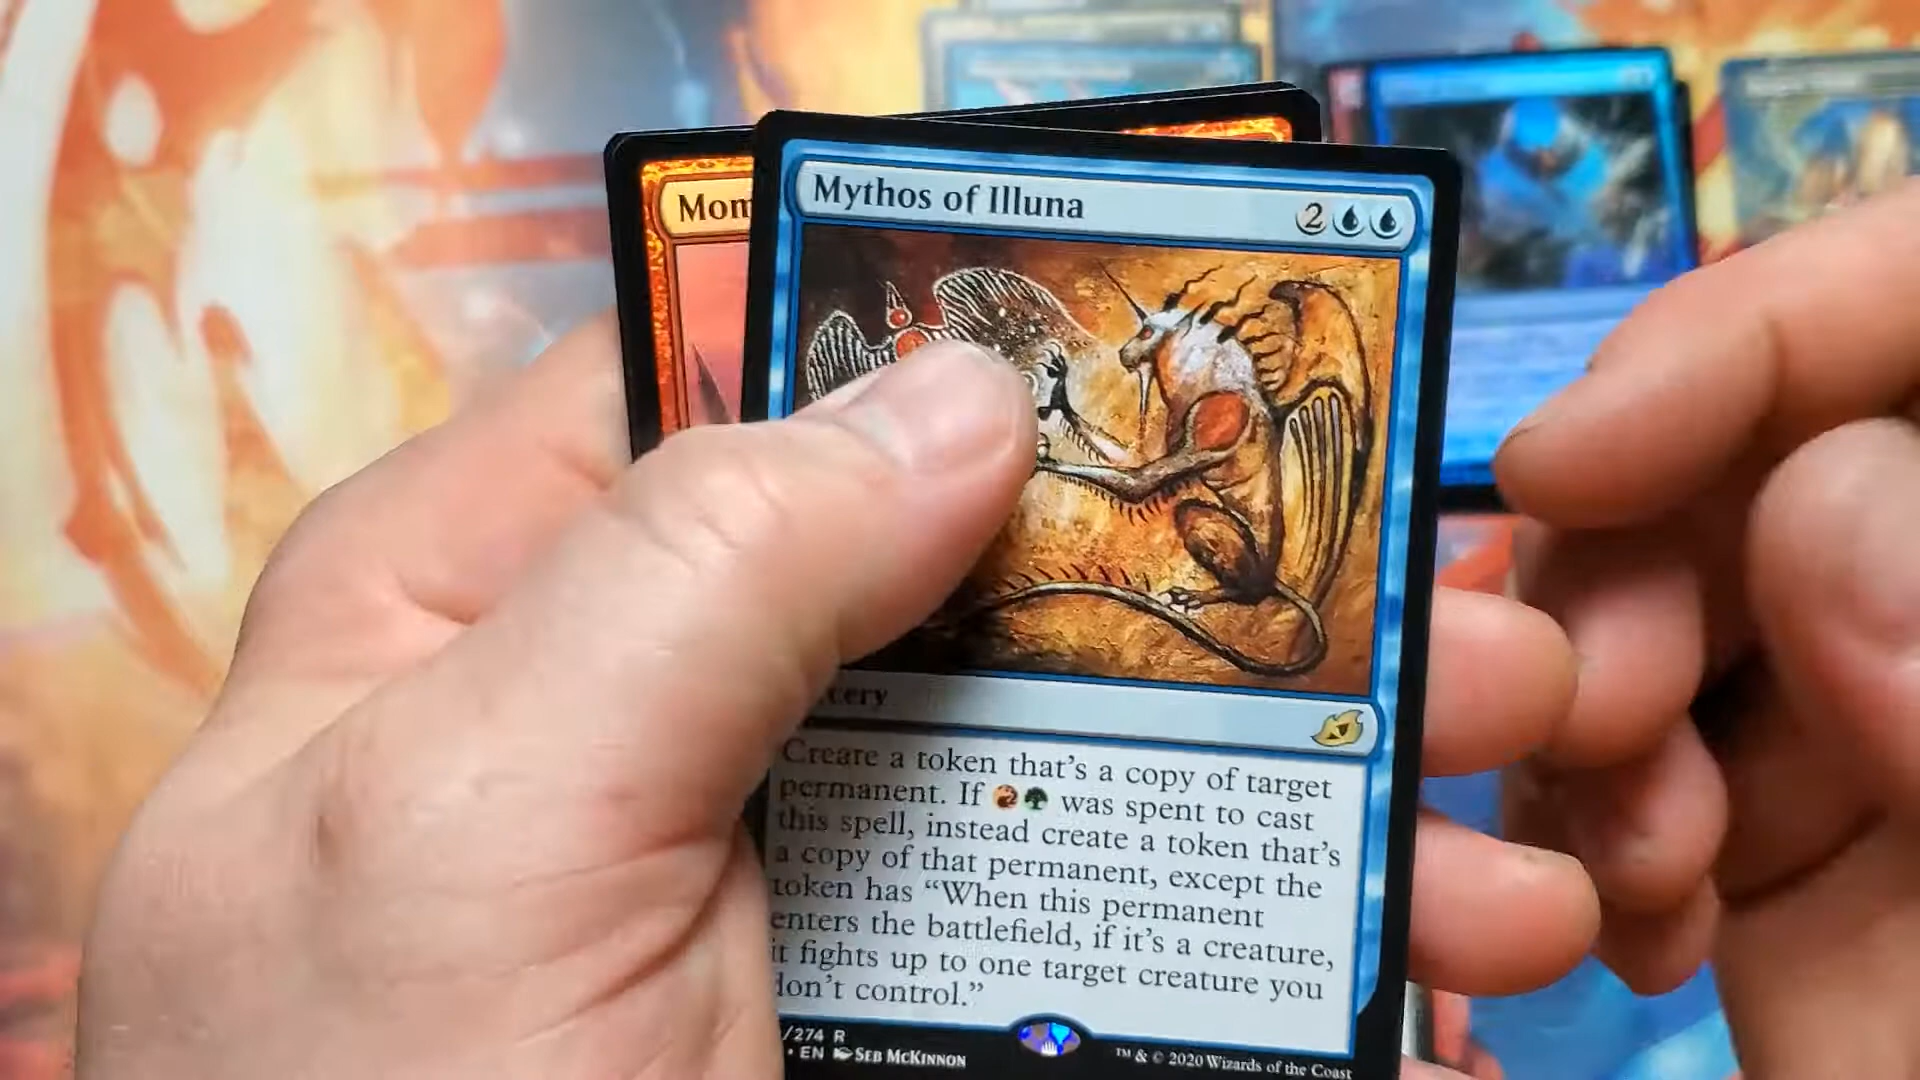 Mom
Mythos of Illuna
2
cery
Create a token that's a copy of target
permanent. If was spent to cast
this spell, instead create a token that's
a copy of that permanent, except the
token has “When this permanent
enters the battlefield, if it's a creature,
it fights up to one target creature you
don't control.”
/274 R
• EN SEB MCKINNON
™ & © 2020 Wizards of the Coast